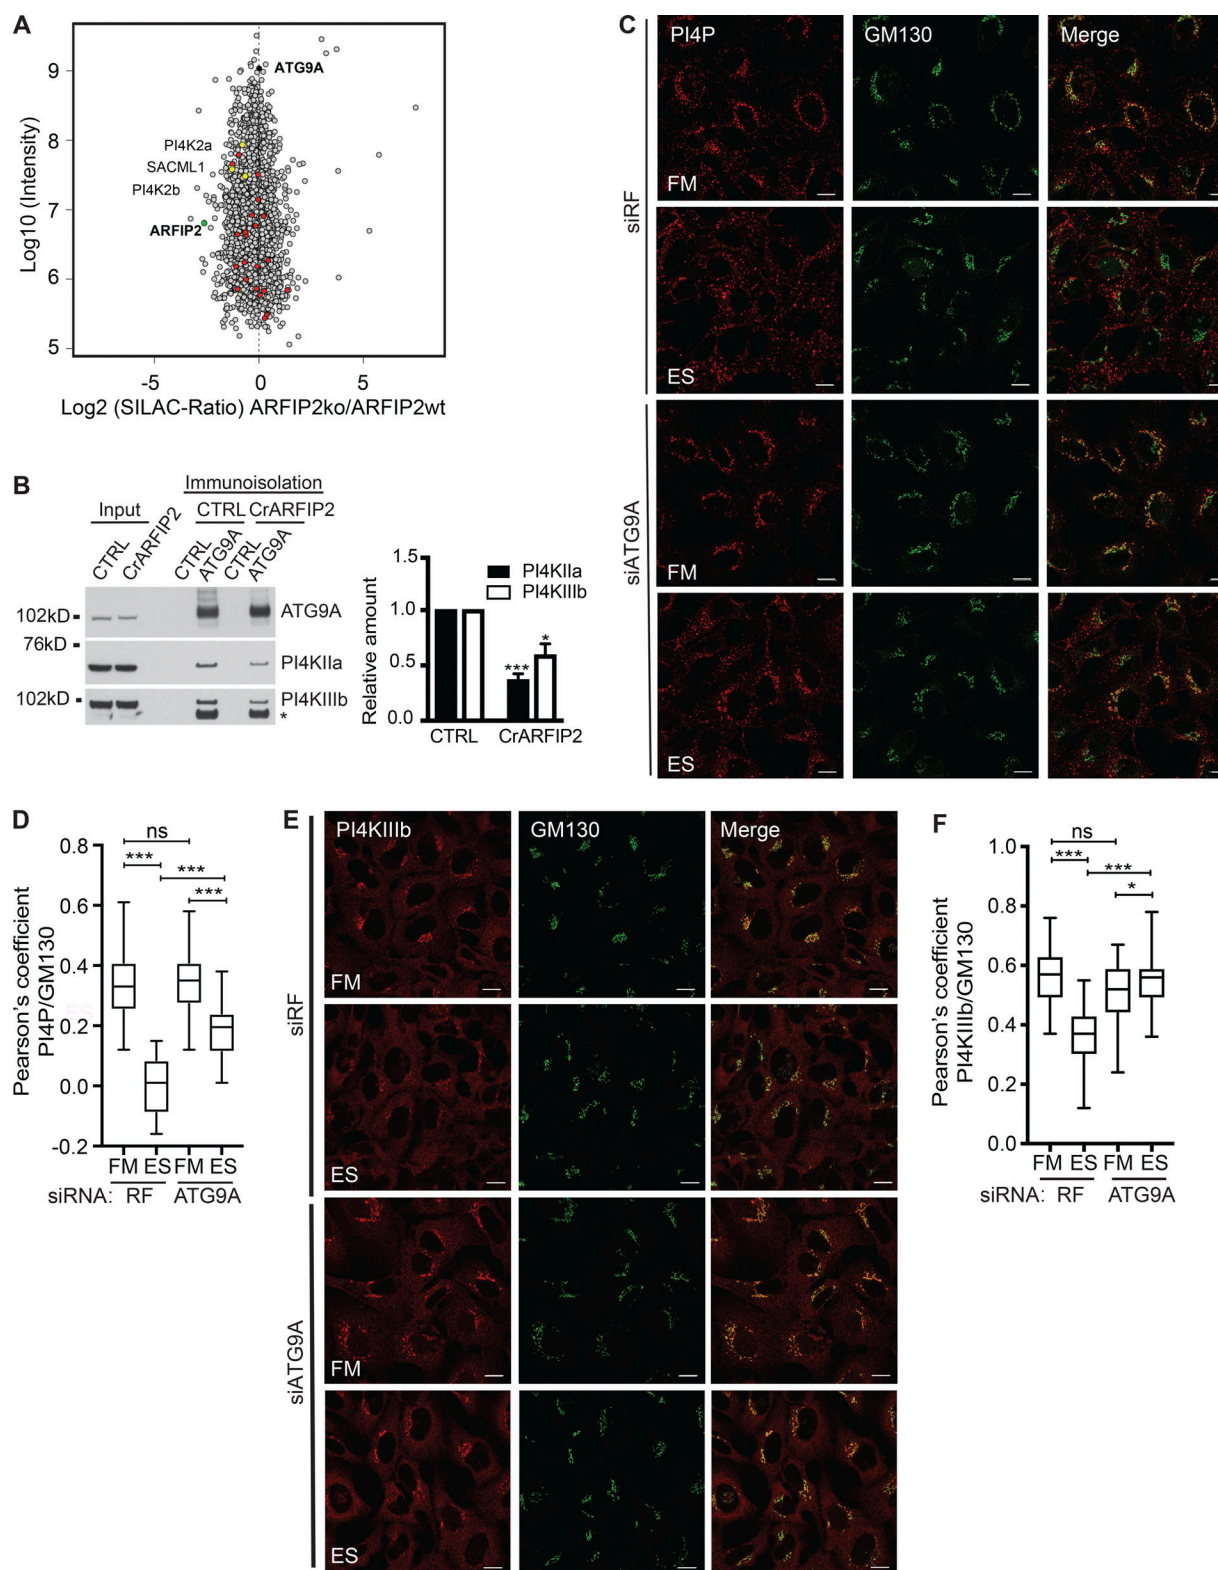 A
Log10 (Intensity)
9
8
7
6
5
ATG9A
PI4K2a
SACML1
PI4K2b
ARFIP2
-5
0
5
Log2 (SILAC-Ratio) ARFIP2ko/ARFIP2wt
B
Immunoisolation
Input
CTRL
CrARFIP2
CTRL
CrARFIP2
CTRL
ATG9A
CTRL
ATG9A
102kD
ATG9A
76kD
PI4KIIa
102kD
PI4KIIIb
*
Relative amount
1.5
1.0
0.5
0.0
PI4KIIa
PI4KIIIb
***
*
CTRL
CrARFIP2
C
PI4P
GM130
Merge
siRF
FM
ES
siATG9A
FM
ES
D
Pearson's coefficient
PI4P/GM130
0.8
0.6
0.4
0.2
0.0
-0.2
ns
***
***
***
ES
FM ES FM ES
siRNA: RF ATG9A
E
PI4KIIIb
GM130
Merge
siRF
FM
ES
siATG9A
FM
ES
F
Pearson's coefficient
PI4KIIIb/GM130
1.0
0.8
0.6
0.4
0.2
0.0
ns
***
***
*
FM ES FM ES
siRNA: RF ATG9A